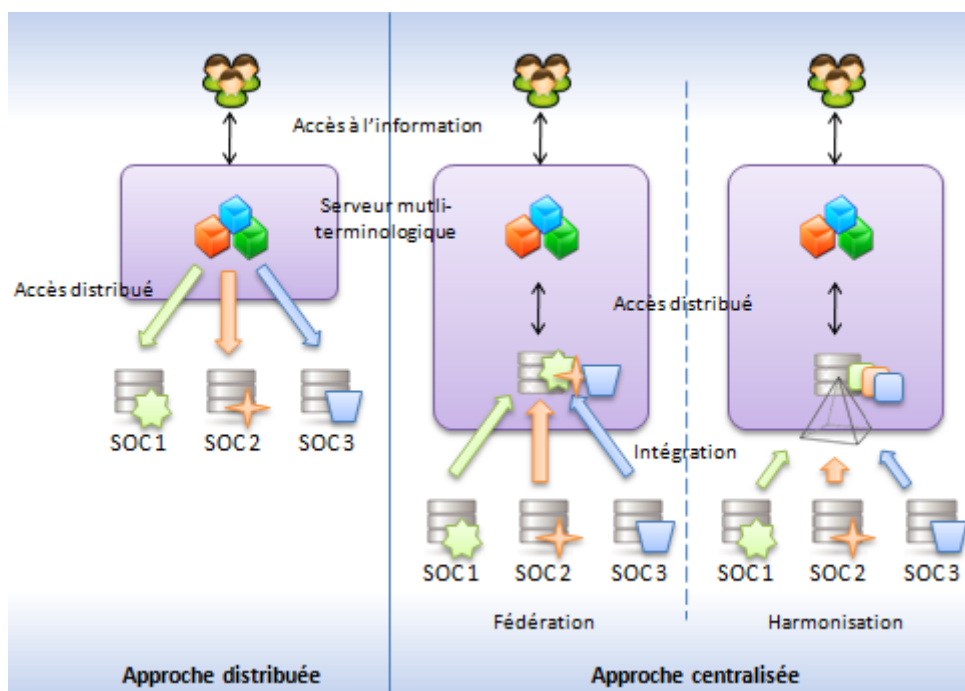 Accès à l'information
Serveur mutli-
terminologique
Accès distribué
Accès distribué
SOC1
SOC2
SOC3
Intégration
SOC1
SOC2
SOC3
SOC1
SOC2
SOC3
Fédération
Harmonisation
Approche distribuée
Approche centralisée